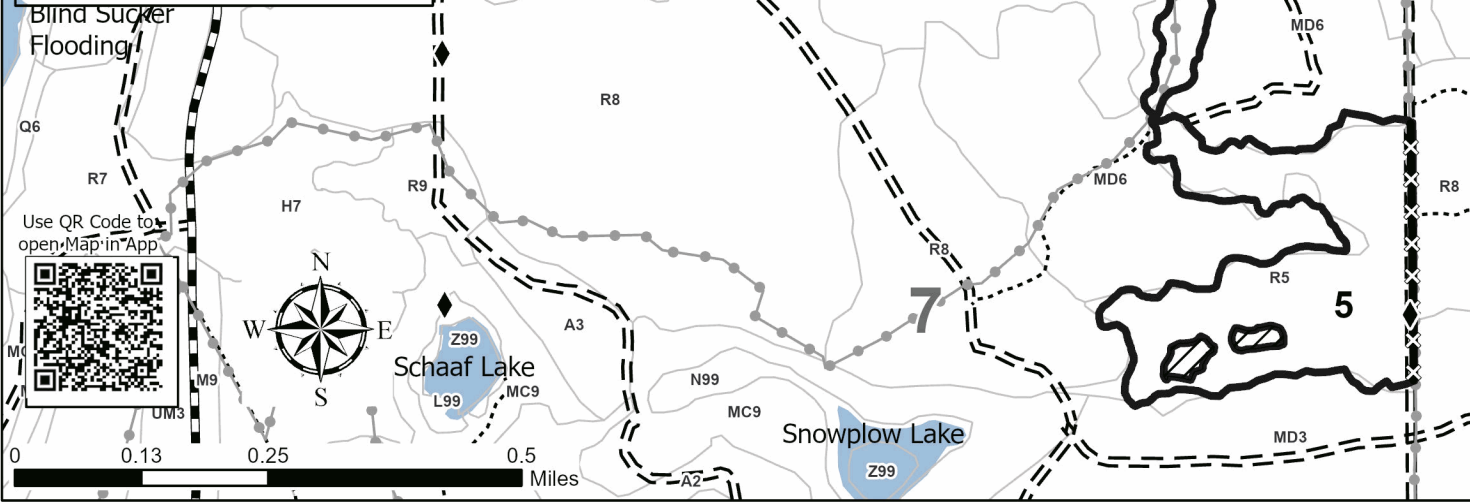 Blind Sucker
Flooding
MD6
R8
Q6
R7
R9
MD6
R8
H7
Use QR Code to
open Map in App
R8
R5
N
W E
S
7
5
A3
Z99
Schaaf Lake
M9
N99
MC9
L99
MC9
UM3
Snowplow Lake
MD3
Z99
A2
0 0.13 0.25 0.5
Miles